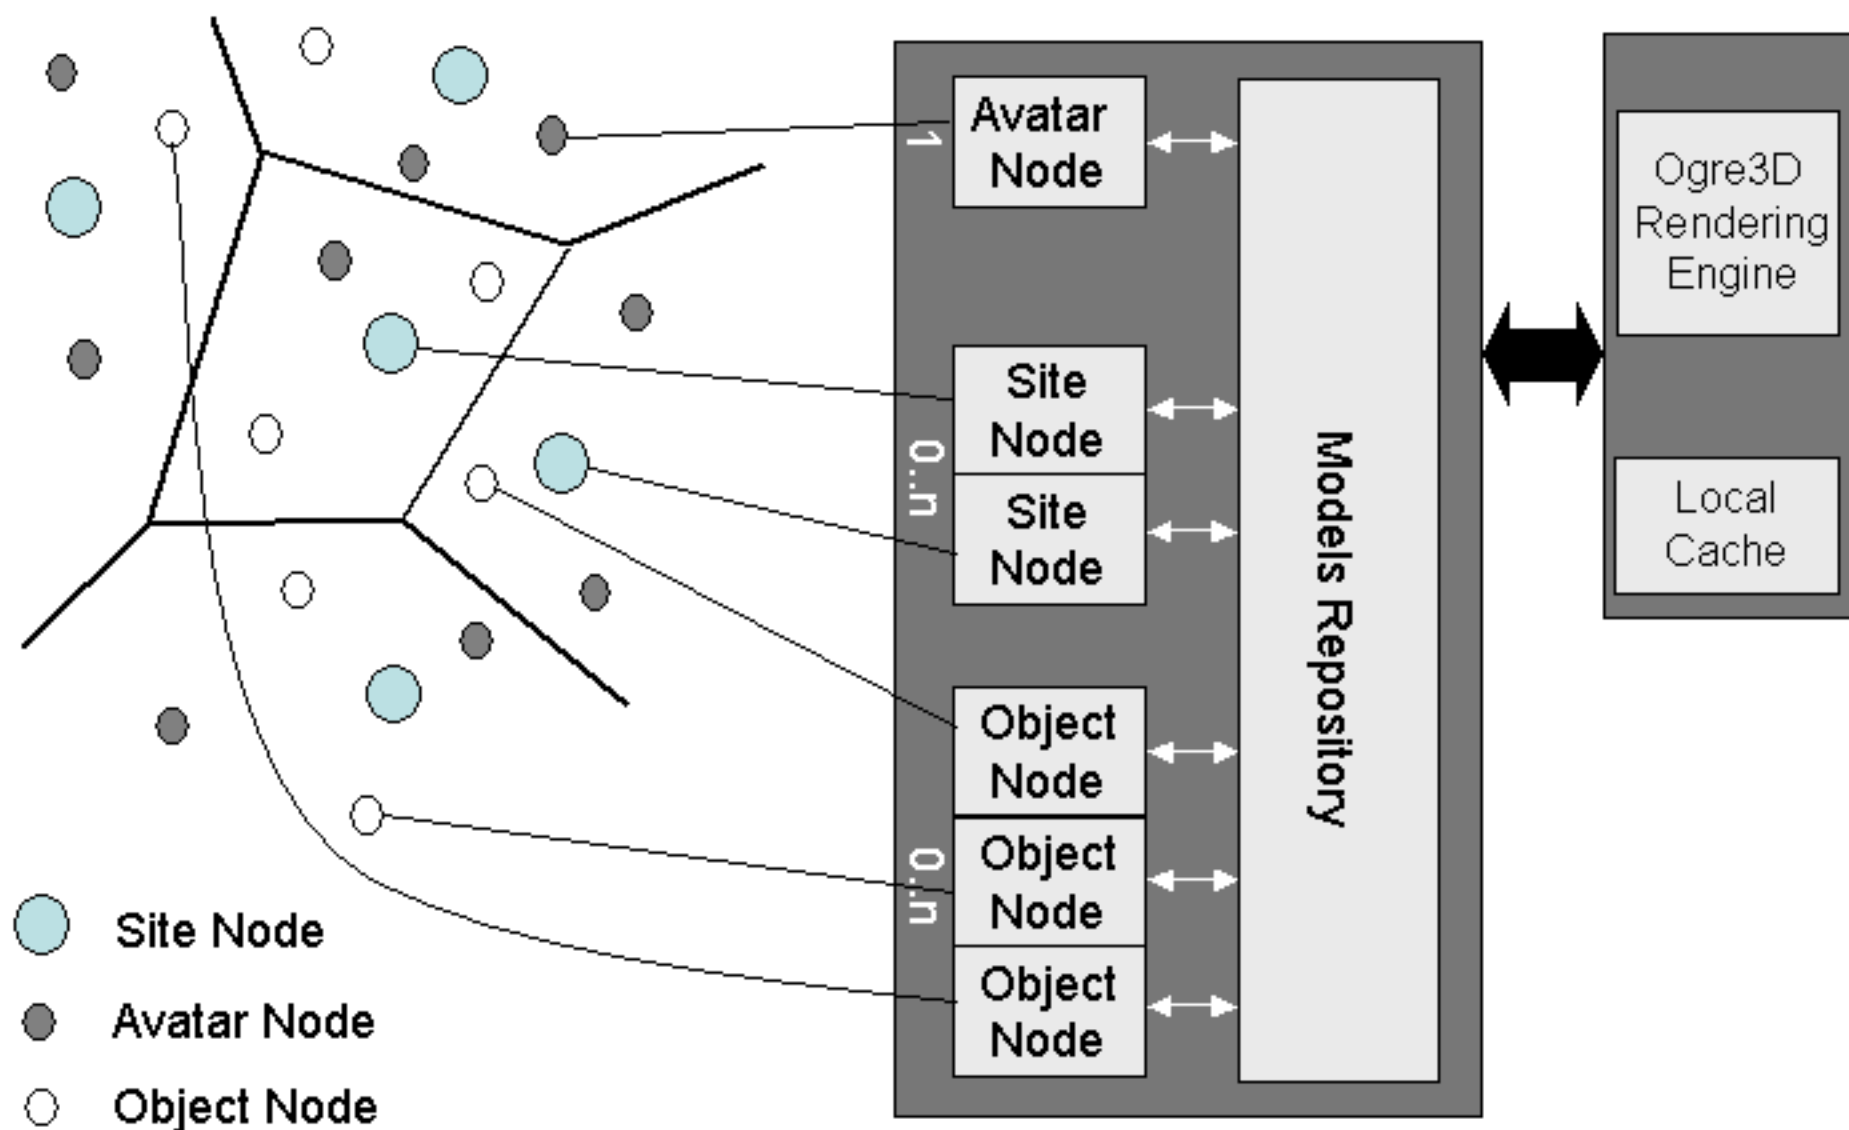 Avatar
Node
1
Site
Node
Site
Node
0..n
Object
Node
Object
Node
Object
Node
0..n
Models Repository
Ogre3D
Rendering
Engine
Local
Cache
Site Node
Avatar Node
Object Node